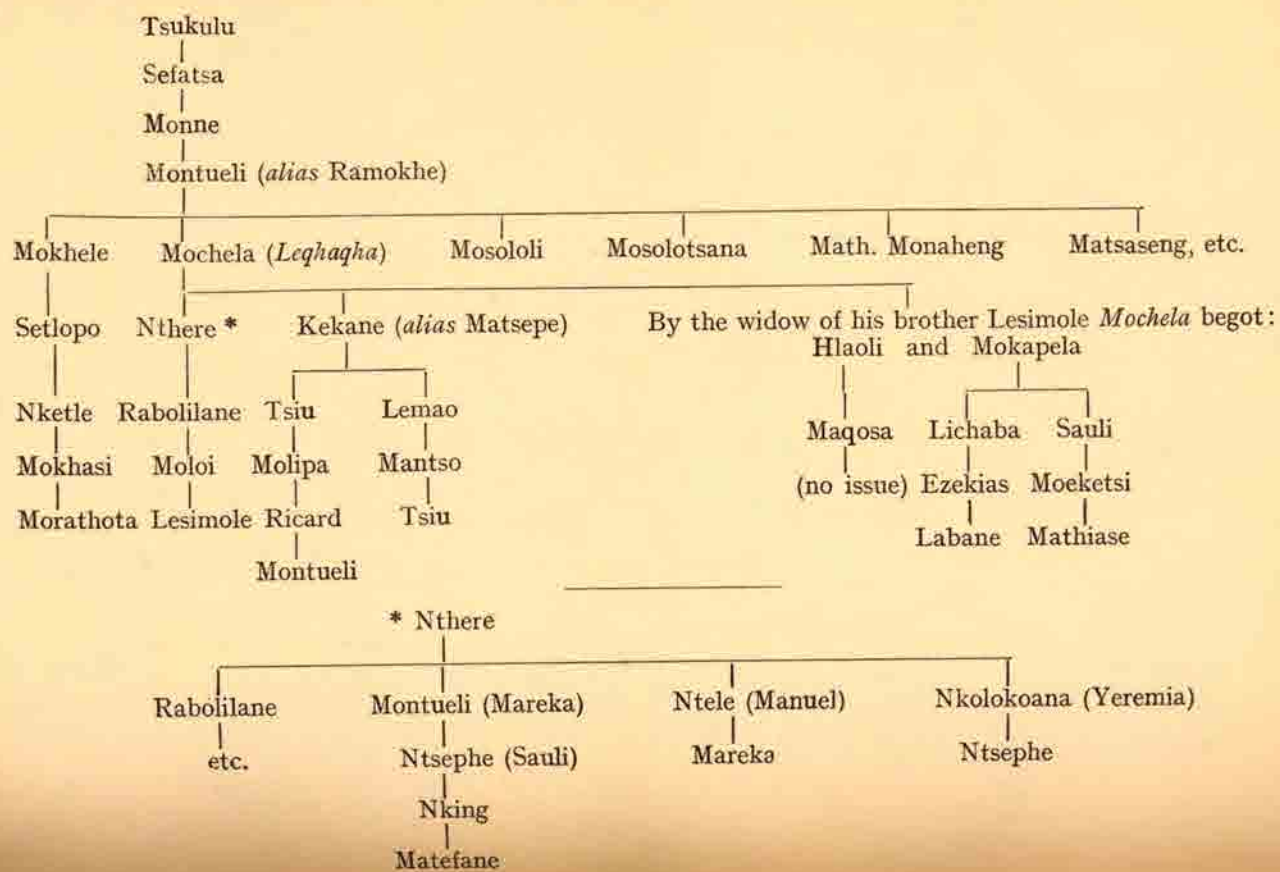 Tsukulu
Sefatsa
Monne
Montueli (alias Ramokhe)
Mokhele Mochela (Leqhaqha) Mosololi Mosolotsana Math. Monaheng Matsaseng, etc.
Setlopo Nthere * Kekane (alias Matsepe) By the widow of his brother Lesimole Mochela begot:
Hlaoli and Mokapela
Nketle Rabolilane Tsiu Lemao Maqosa Lichaba Sauli
Mokhasi Moloi Molipa Mantso (no issue) Ezekias Moeketsi
Morathota Lesimole Ricard Tsiu Labane Mathiase
Montueli
* Nthere
Rabolilane Montueli (Mareka) Ntele (Manuel) Nkolokoana (Yeremia)
etc. Ntsephe (Sauli) Mareka Ntsephe
Nking
Matefane